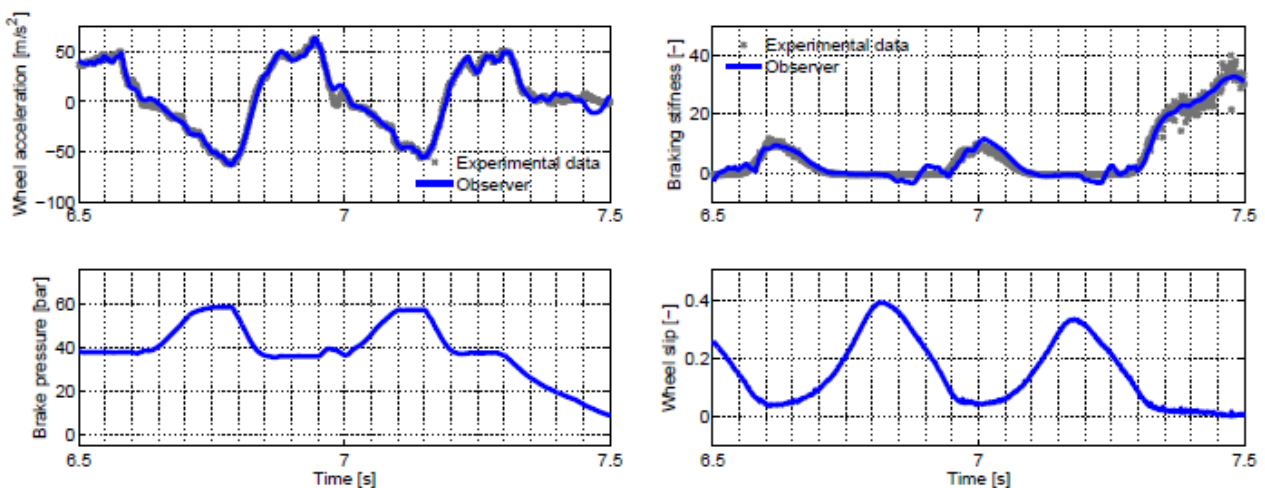 Wheel acceleration [m/s²]
50
0
−50
−100
6.5
7
7.5
Experimental data
Observer
Braking stifness [−]
40
20
0
6.5
7
7.5
Experimental data
Observer
Brake pressure [bar]
60
40
20
0
6.5
7
7.5
Time [s]
Wheel slip [−]
0.4
0.2
0
6.5
7
7.5
Time [s]